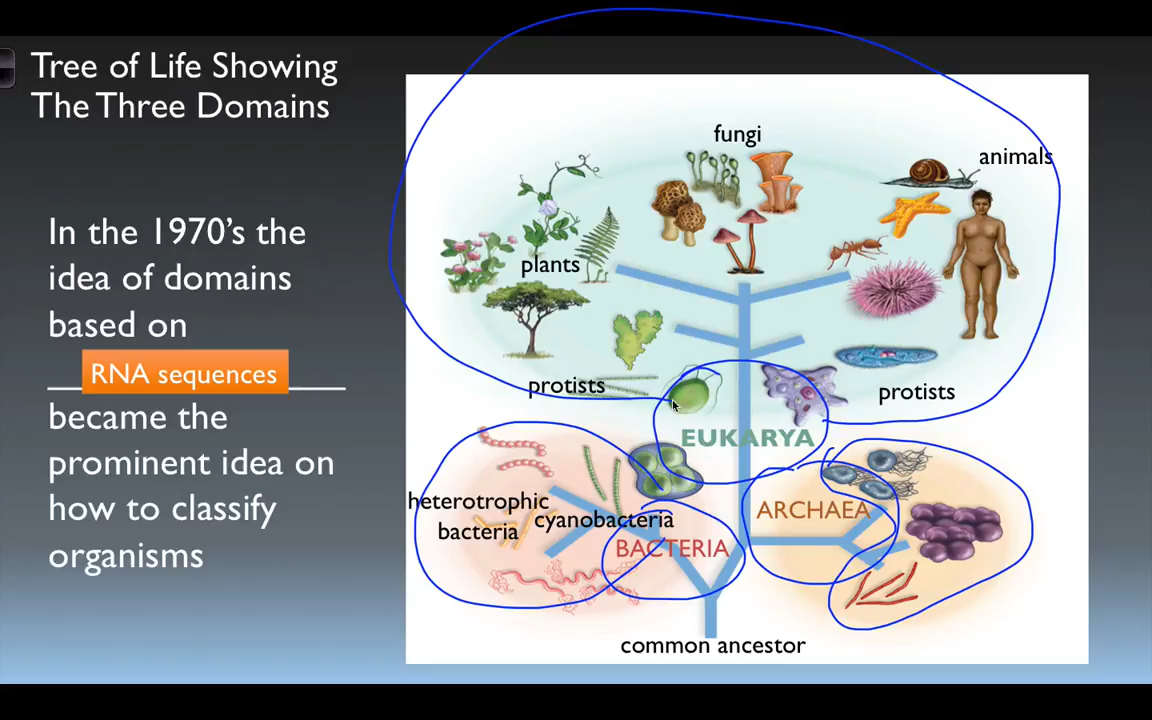 Tree of Life Showing
The Three Domains
In the 1970's the
idea of domains
based on
__RNA sequences___
became the
prominent idea on
how to classify
organisms
fungi
animals
plants
protists
protists
EUKARYA
heterotrophic
bacteria
cyanobacteria
ARCHAEA
BACTERIA
common ancestor